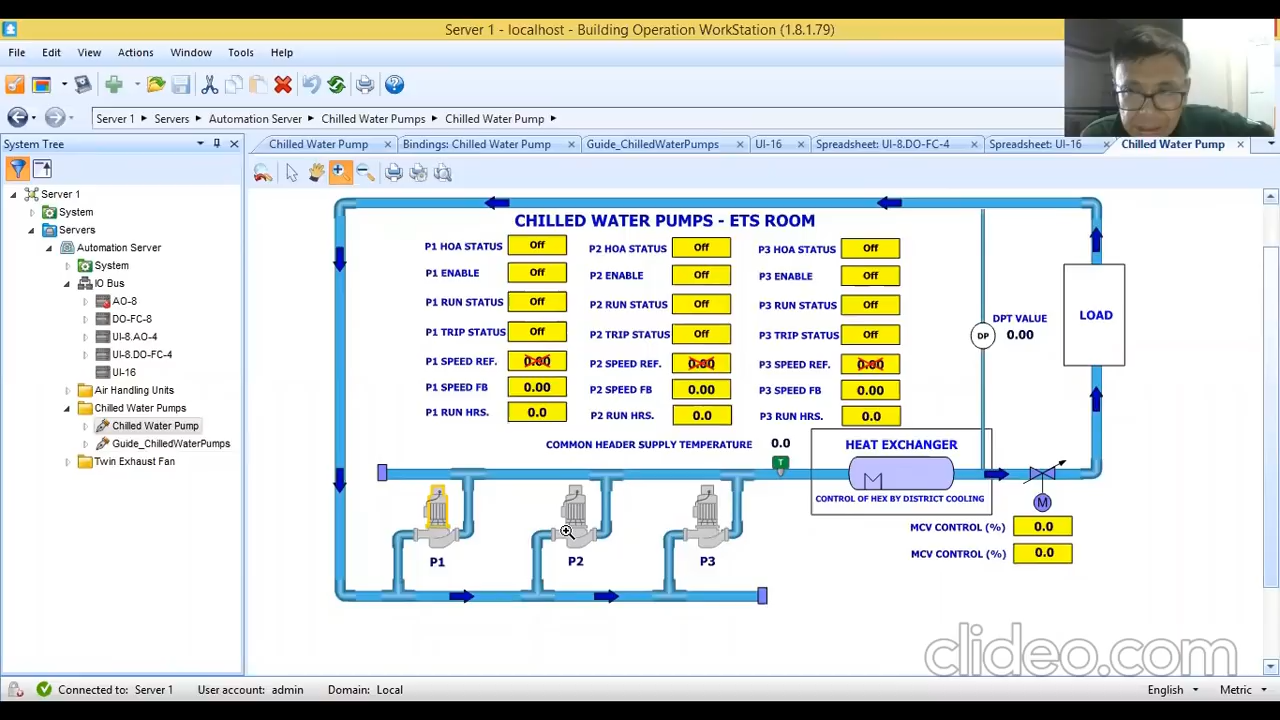 Server 1 - localhost - Building Operation WorkStation (1.8.1.79)
File Edit View Actions Window Tools Help
Server 1 Servers Automation Server Chilled Water Pumps Chilled Water Pump
System Tree
Chilled Water Pump Bindings: Chilled Water Pump Guide_ChilledWaterPumps UI-16 Spreadsheet: UI-8.DO-FC-4 Spreadsheet: UI-16 Chilled Water Pump
Server 1
System
Servers
Automation Server
System
IO Bus
AO-8
DO-FC-8
UI-8.AO-4
UI-8.DO-FC-4
UI-16
Air Handling Units
Chilled Water Pumps
Chilled Water Pump
Guide_ChilledWaterPumps
Twin Exhaust Fan
CHILLED WATER PUMPS - ETS ROOM
P1 HOA STATUS Off P2 HOA STATUS Off P3 HOA STATUS Off
P1 ENABLE Off P2 ENABLE Off P3 ENABLE Off
P1 RUN STATUS Off P2 RUN STATUS Off P3 RUN STATUS Off
P1 TRIP STATUS Off P2 TRIP STATUS Off P3 TRIP STATUS Off
P1 SPEED REF. 0.00 P2 SPEED REF. 0.00 P3 SPEED REF. 0.00
P1 SPEED FB 0.00 P2 SPEED FB 0.00 P3 SPEED FB 0.00
P1 RUN HRS. 0.0 P2 RUN HRS. 0.0 P3 RUN HRS. 0.0
DP
DPT VALUE
0.00
LOAD
COMMON HEADER SUPPLY TEMPERATURE 0.0
T
HEAT EXCHANGER
M
CONTROL OF HEX BY DISTRICT COOLING
M
MCV CONTROL (%) 0.0
MCV CONTROL (%) 0.0
P1 P2 P3
clideo.com
Connected to: Server 1 User account: admin Domain: Local English Metric